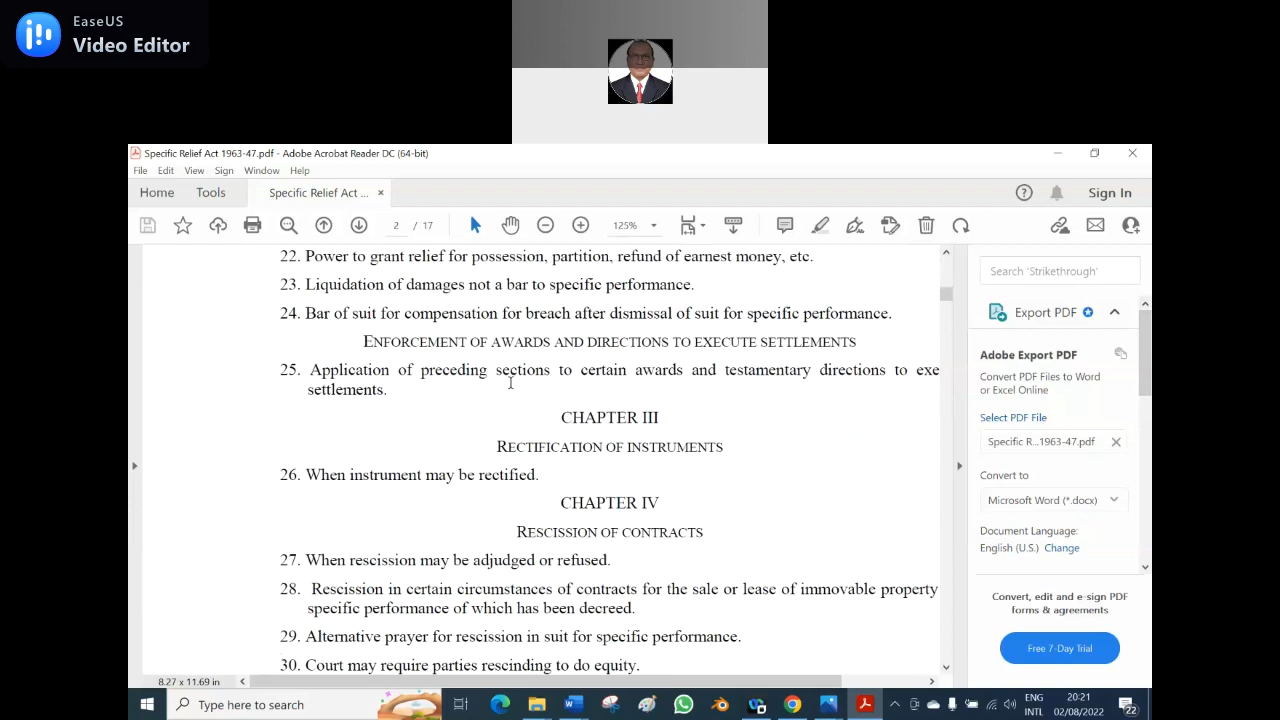 EaseUS
Video Editor
Specific Relief Act 1963-47.pdf - Adobe Acrobat Reader DC (64-bit)
File Edit View Sign Window Help
Home Tools Specific Relief Act ... × Sign In
2 / 17 125%
22. Power to grant relief for possession, partition, refund of earnest money, etc.
23. Liquidation of damages not a bar to specific performance.
24. Bar of suit for compensation for breach after dismissal of suit for specific performance.
ENFORCEMENT OF AWARDS AND DIRECTIONS TO EXECUTE SETTLEMENTS
25. Application of preceding sections to certain awards and testamentary directions to exe
settlements.
CHAPTER III
RECTIFICATION OF INSTRUMENTS
26. When instrument may be rectified.
CHAPTER IV
RESCISSION OF CONTRACTS
27. When rescission may be adjudged or refused.
28. Rescission in certain circumstances of contracts for the sale or lease of immovable property
specific performance of which has been decreed.
29. Alternative prayer for rescission in suit for specific performance.
30. Court may require parties rescinding to do equity.
8.27 x 11.69 in
Search 'Strikethrough'
Export PDF
Adobe Export PDF
Convert PDF Files to Word
or Excel Online
Select PDF File
Specific R...1963-47.pdf
Convert to
Microsoft Word (*.docx)
Document Language:
English (U.S.) Change
Convert, edit and e-sign PDF
forms & agreements
Free 7-Day Trial
Type here to search
ENG
INTL
20:21
02/08/2022
22